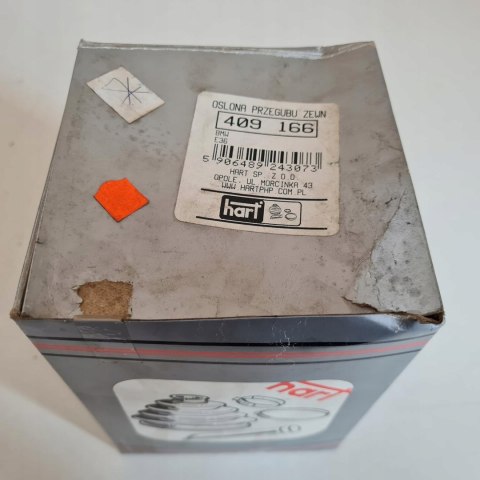 OSLONA PRZEGUBU ZEWN
409 166
BMW
E36
5 906489 243073
HART SP. Z O.O.
OPOLE, UL.MORCINKA 43
WWW.HARTPHP.COM.PL
hart
hart